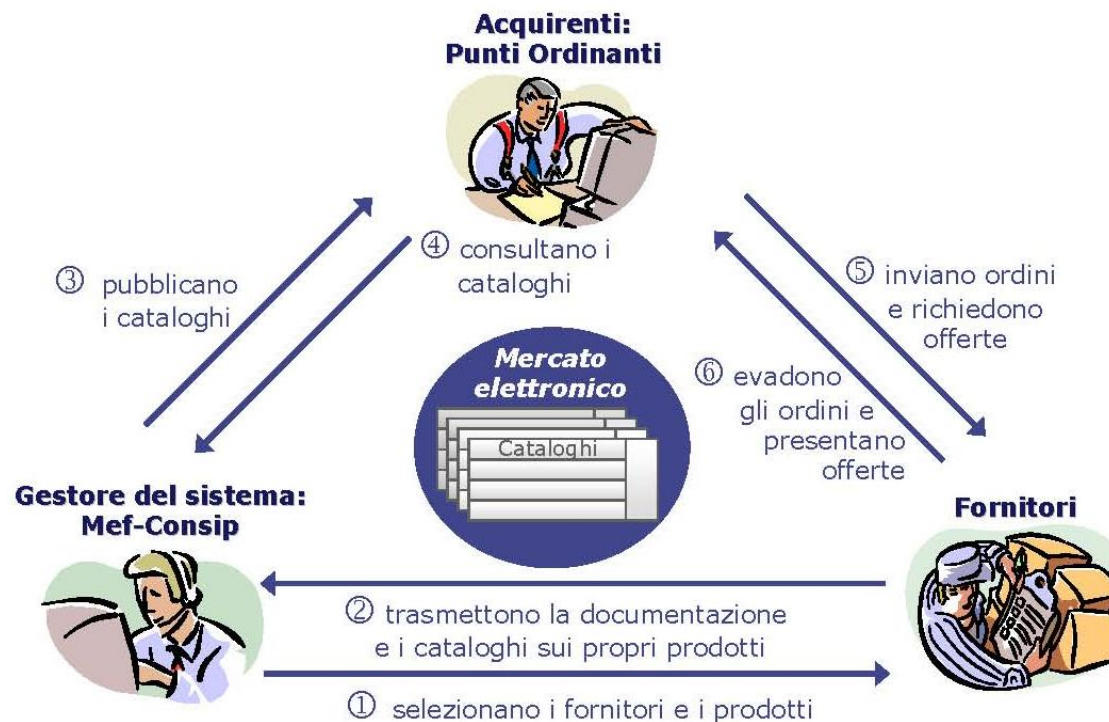 Acquirenti:
Punti Ordinanti
③ pubblicano
i cataloghi
④ consultano i
cataloghi
⑤ inviano ordini
e richiedono
offerte
Mercato
elettronico
Cataloghi
⑥ evadono
gli ordini e
presentano
offerte
Gestore del sistema:
Mef-Consip
Fornitori
② trasmettono la documentazione
e i cataloghi sui propri prodotti
① selezionano i fornitori e i prodotti